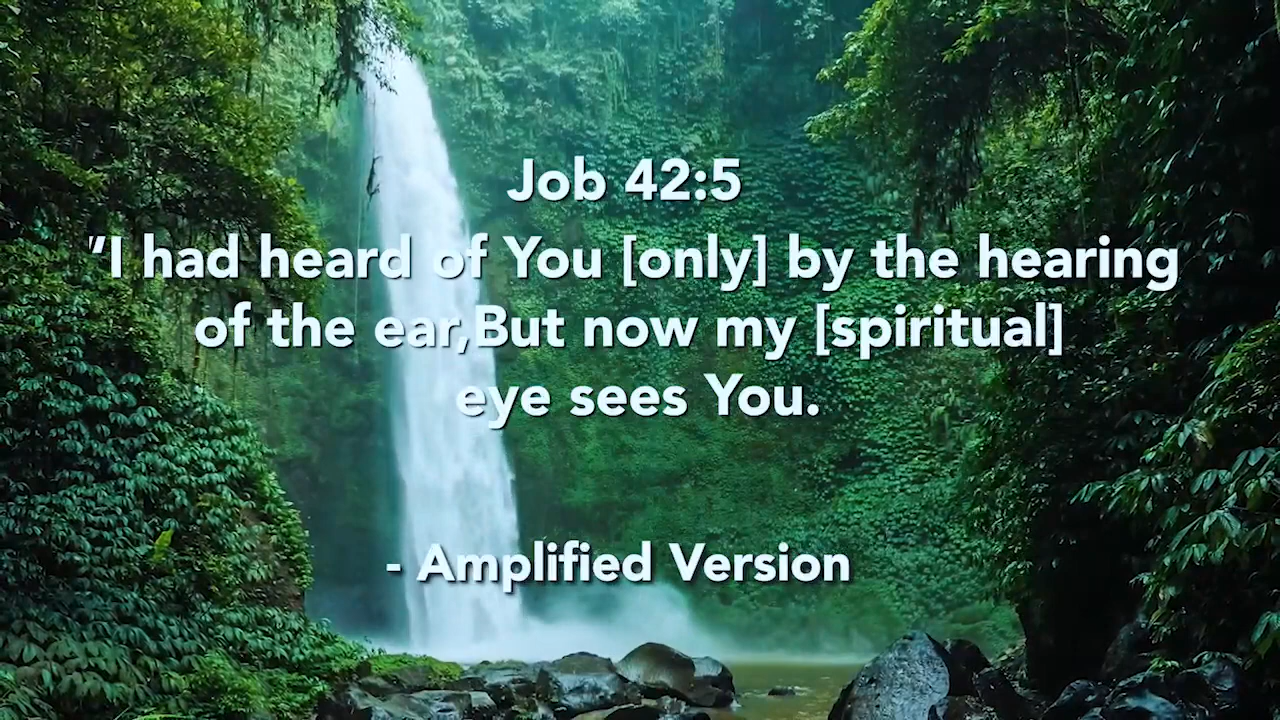 Job 42:5
"I had heard of You [only] by the hearing
of the ear,But now my [spiritual]
eye sees You.
- Amplified Version